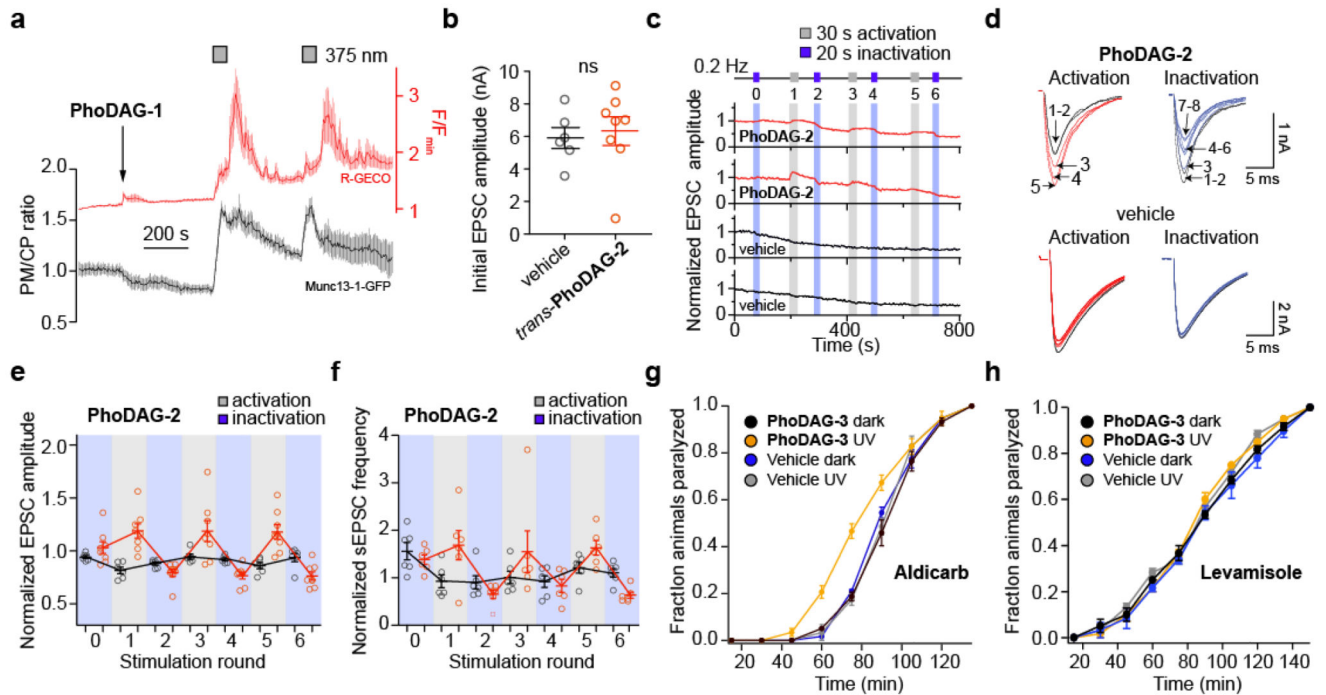 a
375 nm
PhoDAG-1
F/Fmin
3
2
1
R-GECO
2.0
1.5
1.0
0.5
PM/CP ratio
200 s
Munc13-1-GFP
b
ns
Initial EPSC amplitude (nA)
10
8
6
4
2
0
vehicle
trans-PhoDAG-2
c
30 s activation
20 s inactivation
0.2 Hz
0 1 2 3 4 5 6
Normalized EPSC amplitude
1
0
PhoDAG-2
1
0
PhoDAG-2
1
0
vehicle
1
0
vehicle
0 400 800
Time (s)
d
PhoDAG-2
Activation Inactivation
1-2
3
4
5
7-8
4-6
3
1-2
1 nA
5 ms
vehicle
Activation Inactivation
2 nA
5 ms
e
PhoDAG-2
activation
inactivation
Normalized EPSC amplitude
2.0
1.5
1.0
0.5
0 1 2 3 4 5 6
Stimulation round
f
PhoDAG-2
activation
inactivation
Normalized sEPSC frequency
4
3
2
1
0
0 1 2 3 4 5 6
Stimulation round
g
PhoDAG-3 dark
PhoDAG-3 UV
Vehicle dark
Vehicle UV
Aldicarb
Fraction animals paralyzed
1.0
0.8
0.6
0.4
0.2
0.0
20 40 60 80 100 120
Time (min)
h
PhoDAG-3 dark
PhoDAG-3 UV
Vehicle dark
Vehicle UV
Levamisole
Fraction animals paralyzed
1.0
0.8
0.6
0.4
0.2
0.0
20 40 60 80 100 120 140
Time (min)